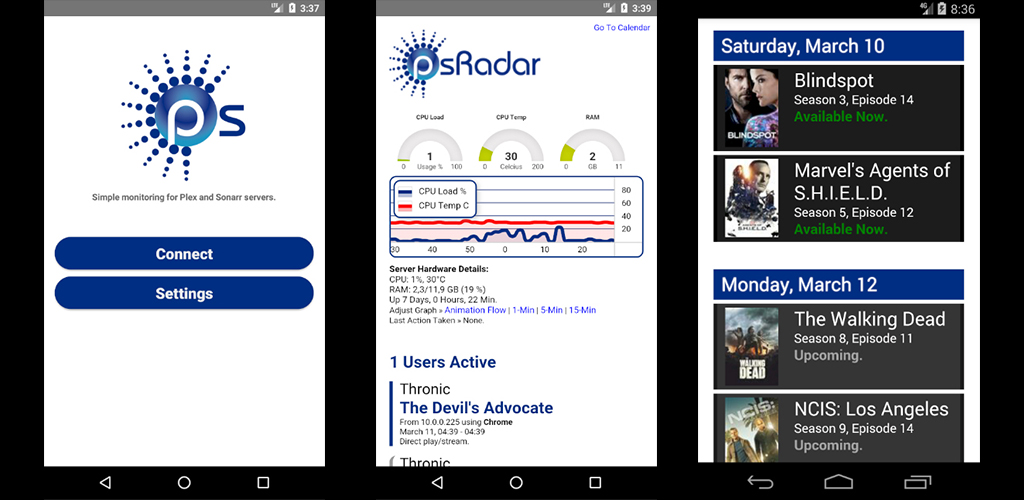 LTE 3:37
ps
Simple monitoring for Plex and Sonarr servers.
Connect
Settings
LTE 3:39
Go To Calendar
psRadar
CPU Load
CPU Temp
RAM
1
30
2
0 Usage % 100
0 Celcius 200
0 GB 11
CPU Load %
CPU Temp C
80
60
40
20
30 40 50 0 10 20
Server Hardware Details:
CPU: 1%, 30°C
RAM: 2,3/11,9 GB (19 %)
Up 7 Days, 0 Hours, 22 Min.
Adjust Graph » Animation Flow | 1-Min | 5-Min | 15-Min
Last Action Taken » None.
1 Users Active
Thronic
The Devil's Advocate
From 10.0.0.225 using Chrome
March 11, 04:39 - 04:39
Direct play/stream.
Thronic
4G 8:36
Saturday, March 10
BLINDSPOT
Blindspot
Season 3, Episode 14
Available Now.
S.H.I.E.L.D.
Marvel's Agents of
S.H.I.E.L.D.
Season 5, Episode 12
Available Now.
Monday, March 12
THE
WALKING
DEAD
The Walking Dead
Season 8, Episode 11
Upcoming.
NCIS:
NCIS: Los Angeles
Season 9, Episode 14
Upcoming.